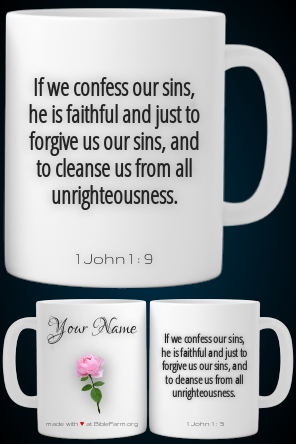 If we confess our sins,
he is faithful and just to
forgive us our sins, and
to cleanse us from all
unrighteousness.
1 John 1 : 9
Your Name
made with ♥ at BibleFarm.org
If we confess our sins,
he is faithful and just to
forgive us our sins, and
to cleanse us from all
unrighteousness.
1 John 1 : 9